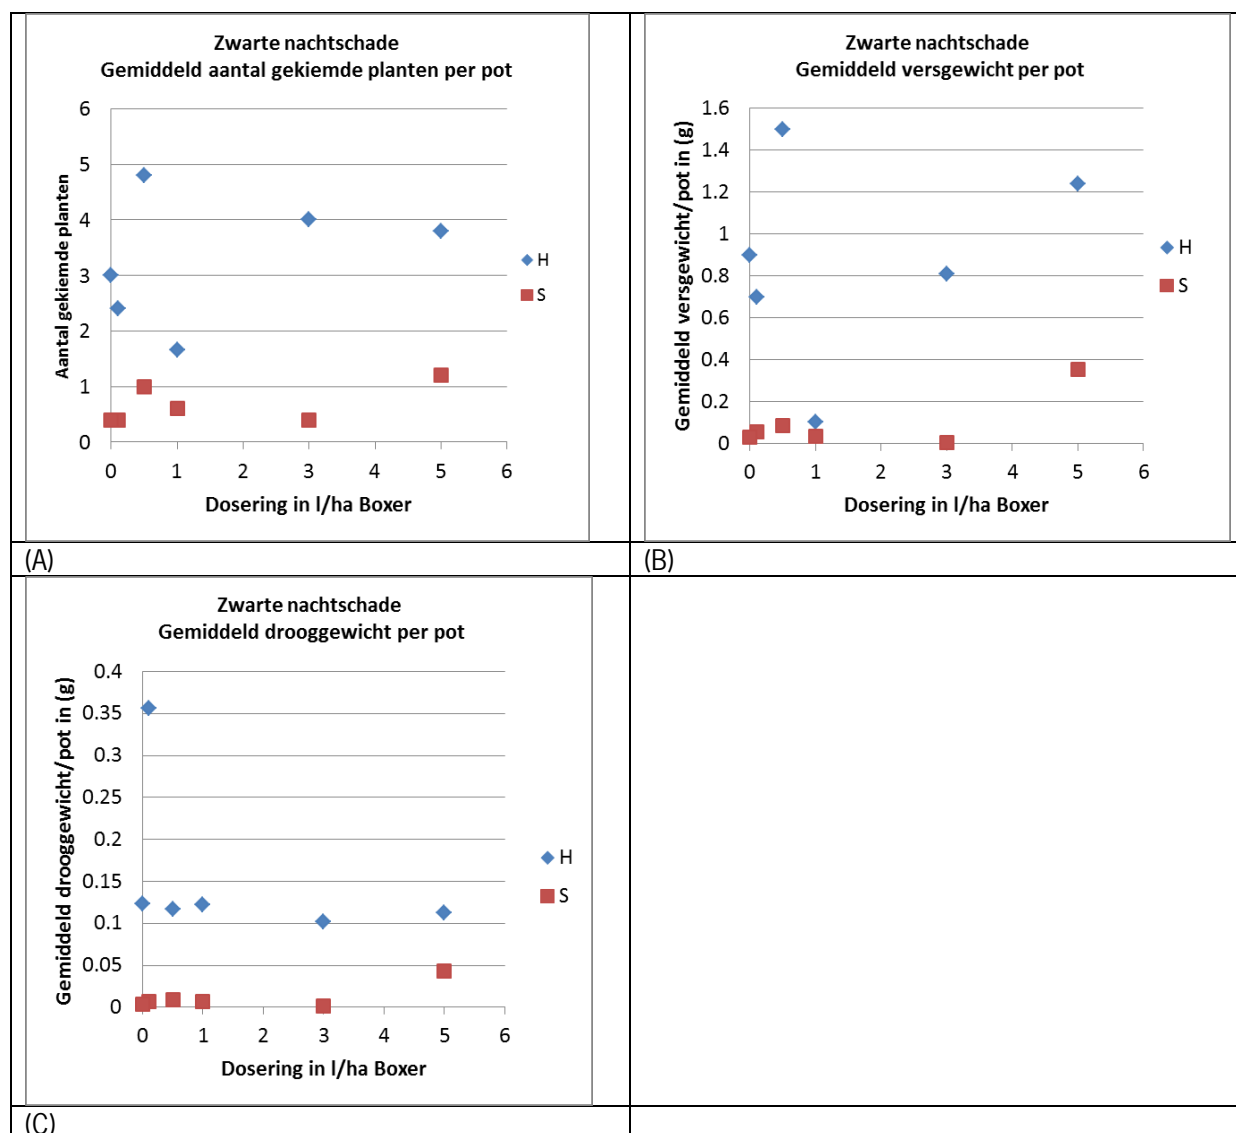 Zwarte nachtschade
Gemiddeld aantal gekiemde planten per pot
Aantal gekiemde planten
6
5
4
3
2
1
0
0 1 2 3 4 5 6
Dosering in l/ha Boxer
H
S
(A)
Zwarte nachtschade
Gemiddeld versgewicht per pot
Gemiddeld versgewicht/pot in (g)
1.6
1.4
1.2
1
0.8
0.6
0.4
0.2
0
0 1 2 3 4 5 6
Dosering in l/ha Boxer
H
S
(B)
Zwarte nachtschade
Gemiddeld drooggewicht per pot
Gemiddeld drooggewicht/pot in (g)
0.4
0.35
0.3
0.25
0.2
0.15
0.1
0.05
0
0 1 2 3 4 5 6
Dosering in l/ha Boxer
H
S
(C)